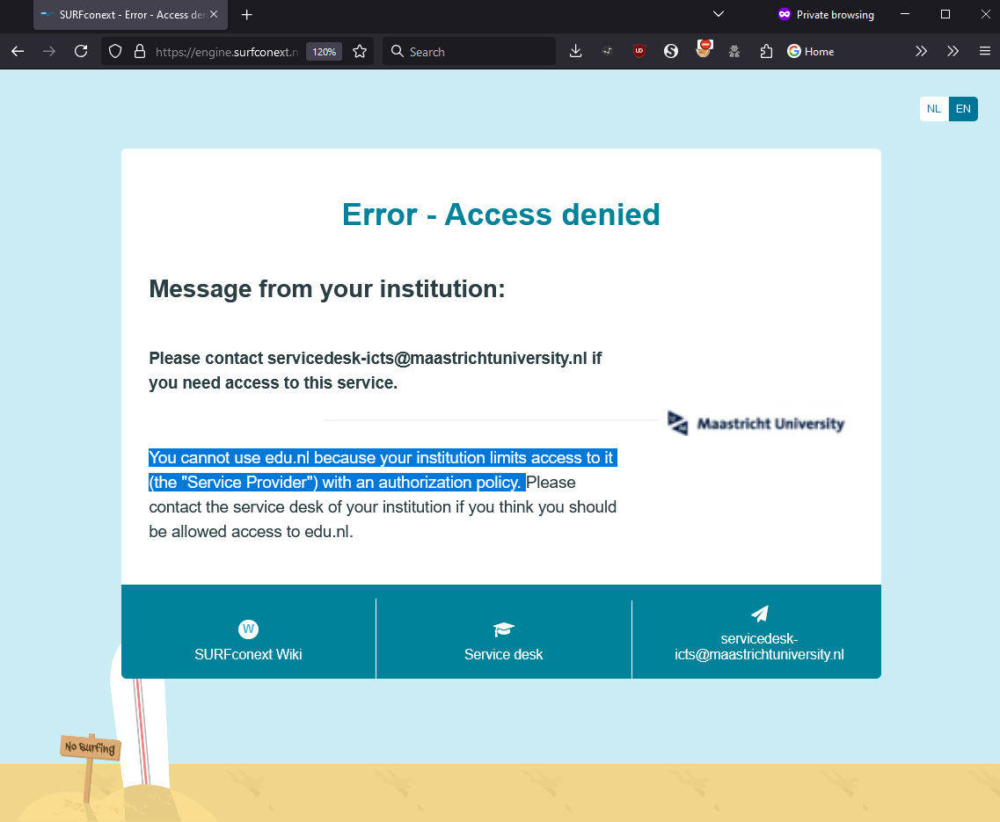 SURFconext - Error - Access der
Private browsing
https://engine.surfconext.n
120%
Search
UO
S
Home
NL
EN
Error - Access denied
Message from your institution:
Please contact servicedesk-icts@maastrichtuniversity.nl if
you need access to this service.
Maastricht University
You cannot use edu.nl because your institution limits access to it
(the "Service Provider") with an authorization policy. Please
contact the service desk of your institution if you think you should
be allowed access to edu.nl.
W
SURFconext Wiki
Service desk
servicedesk-
icts@maastrichtuniversity.nl
No Surfing